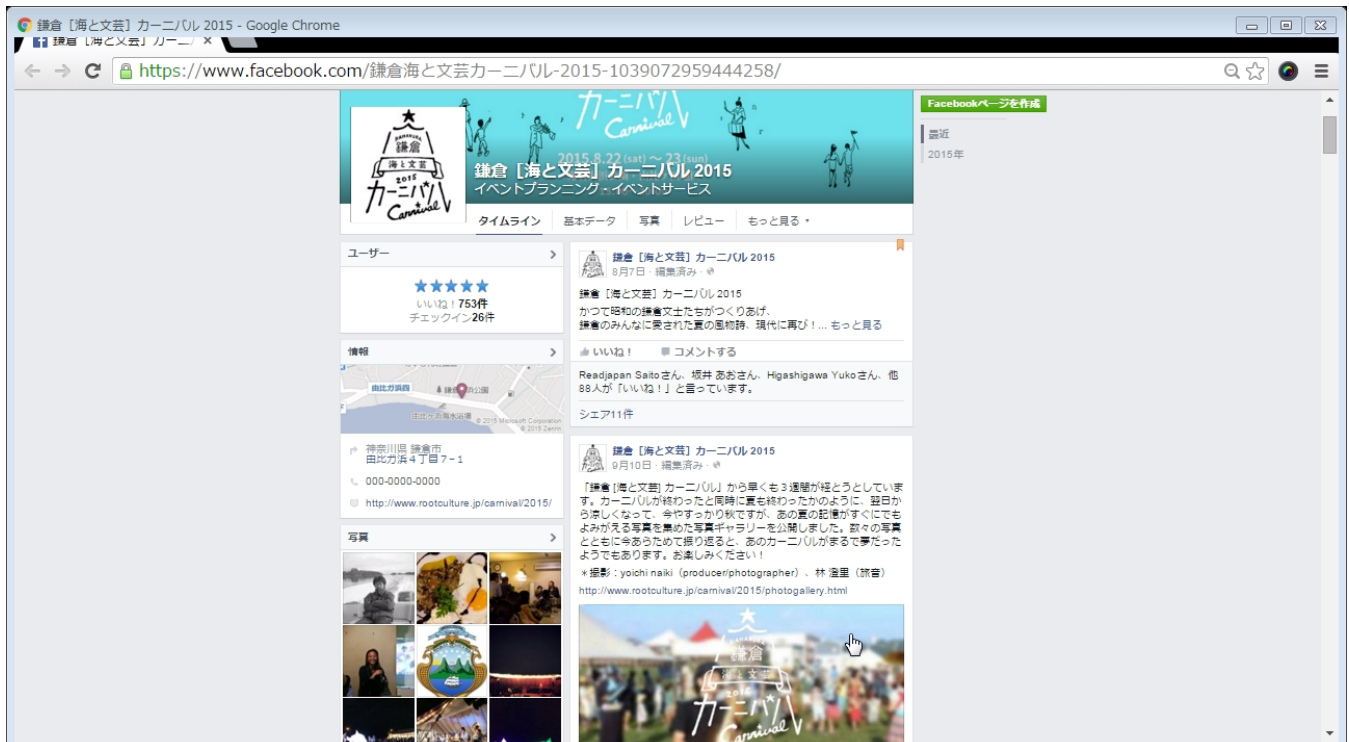 鎌倉［海と文芸］カーニバル 2015 - Google Chrome
鎌倉［海と文芸］カーニ
https://www.facebook.com/鎌倉海と文芸カーニバル-2015-1039072959444258/
カーニバル
Carnival
2015.8.22(sat)～23(sun)
KAMAKURA
鎌倉
海と文芸
2015
カーニバル
Carnival
鎌倉［海と文芸］カーニバル 2015
イベントプランニング・イベントサービス
タイムライン 基本データ 写真 レビュー もっと見る
Facebookページを作成
最近
2015年
ユーザー
★★★★★
いいね！753件
チェックイン26件
情報
由比ガ浜四
© 2015 Microsoft Corporation
© 2015 Zenrin
神奈川県 鎌倉市
由比ガ浜４丁目７−１
000-0000-0000
http://www.rootculture.jp/carnival/2015/
写真
鎌倉［海と文芸］カーニバル 2015
8月7日 · 編集済み ·
鎌倉［海と文芸］カーニバル 2015
かつて昭和の鎌倉文士たちがつくりあげ、
鎌倉のみんなに愛された夏の風物詩、現代に再び！... もっと見る
いいね！ コメントする
Readjapan Saitoさん、坂井 あおさん、Higashigawa Yukoさん、他
88人が「いいね！」と言っています。
シェア11件
鎌倉［海と文芸］カーニバル 2015
9月10日 · 編集済み ·
「鎌倉[海と文芸]カーニバル」から早くも３週間が経とうとしていま
す。カーニバルが終わったと同時に夏も終わったかのように、翌日か
ら涼しくなって、今やすっかり秋ですが、あの夏の記憶がすぐにでも
よみがえる写真を集めた写真ギャラリーを公開しました。数々の写真
とともに今あらためて振り返ると、あのカーニバルがまるで夢だった
ようでもあります。お楽しみください！
＊撮影：yoichi naiki（producer/photographer）、林 澄里（旅音）
http://www.rootculture.jp/carnival/2015/photogallery.html
鎌倉
海と文芸
2015
カーニバル
Carnival